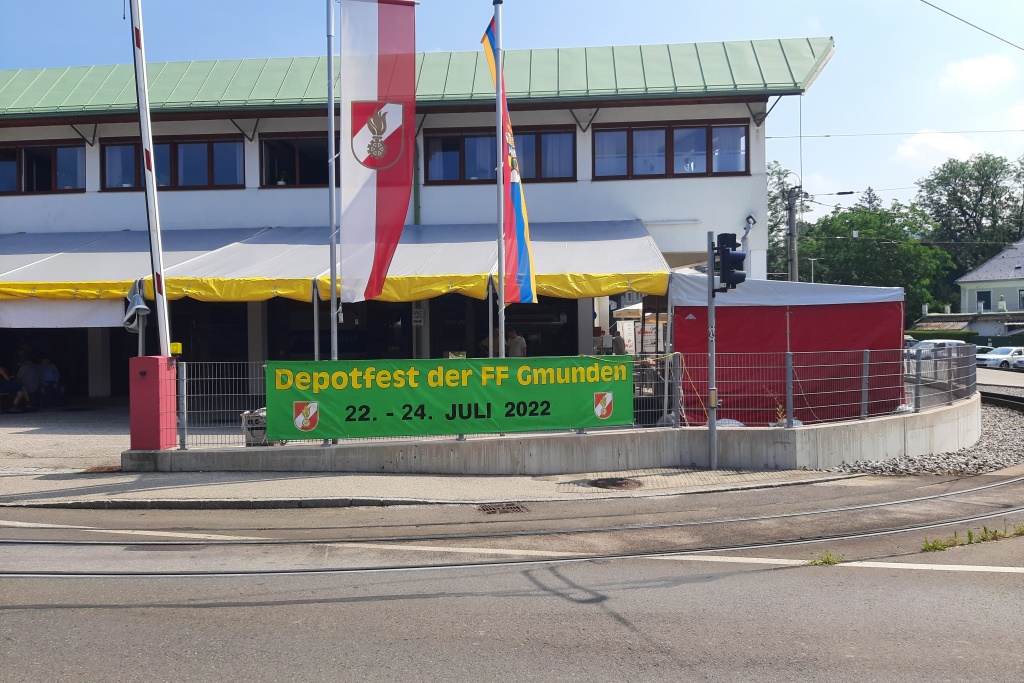 Depotfest der FF Gmunden
22. - 24. JULI 2022